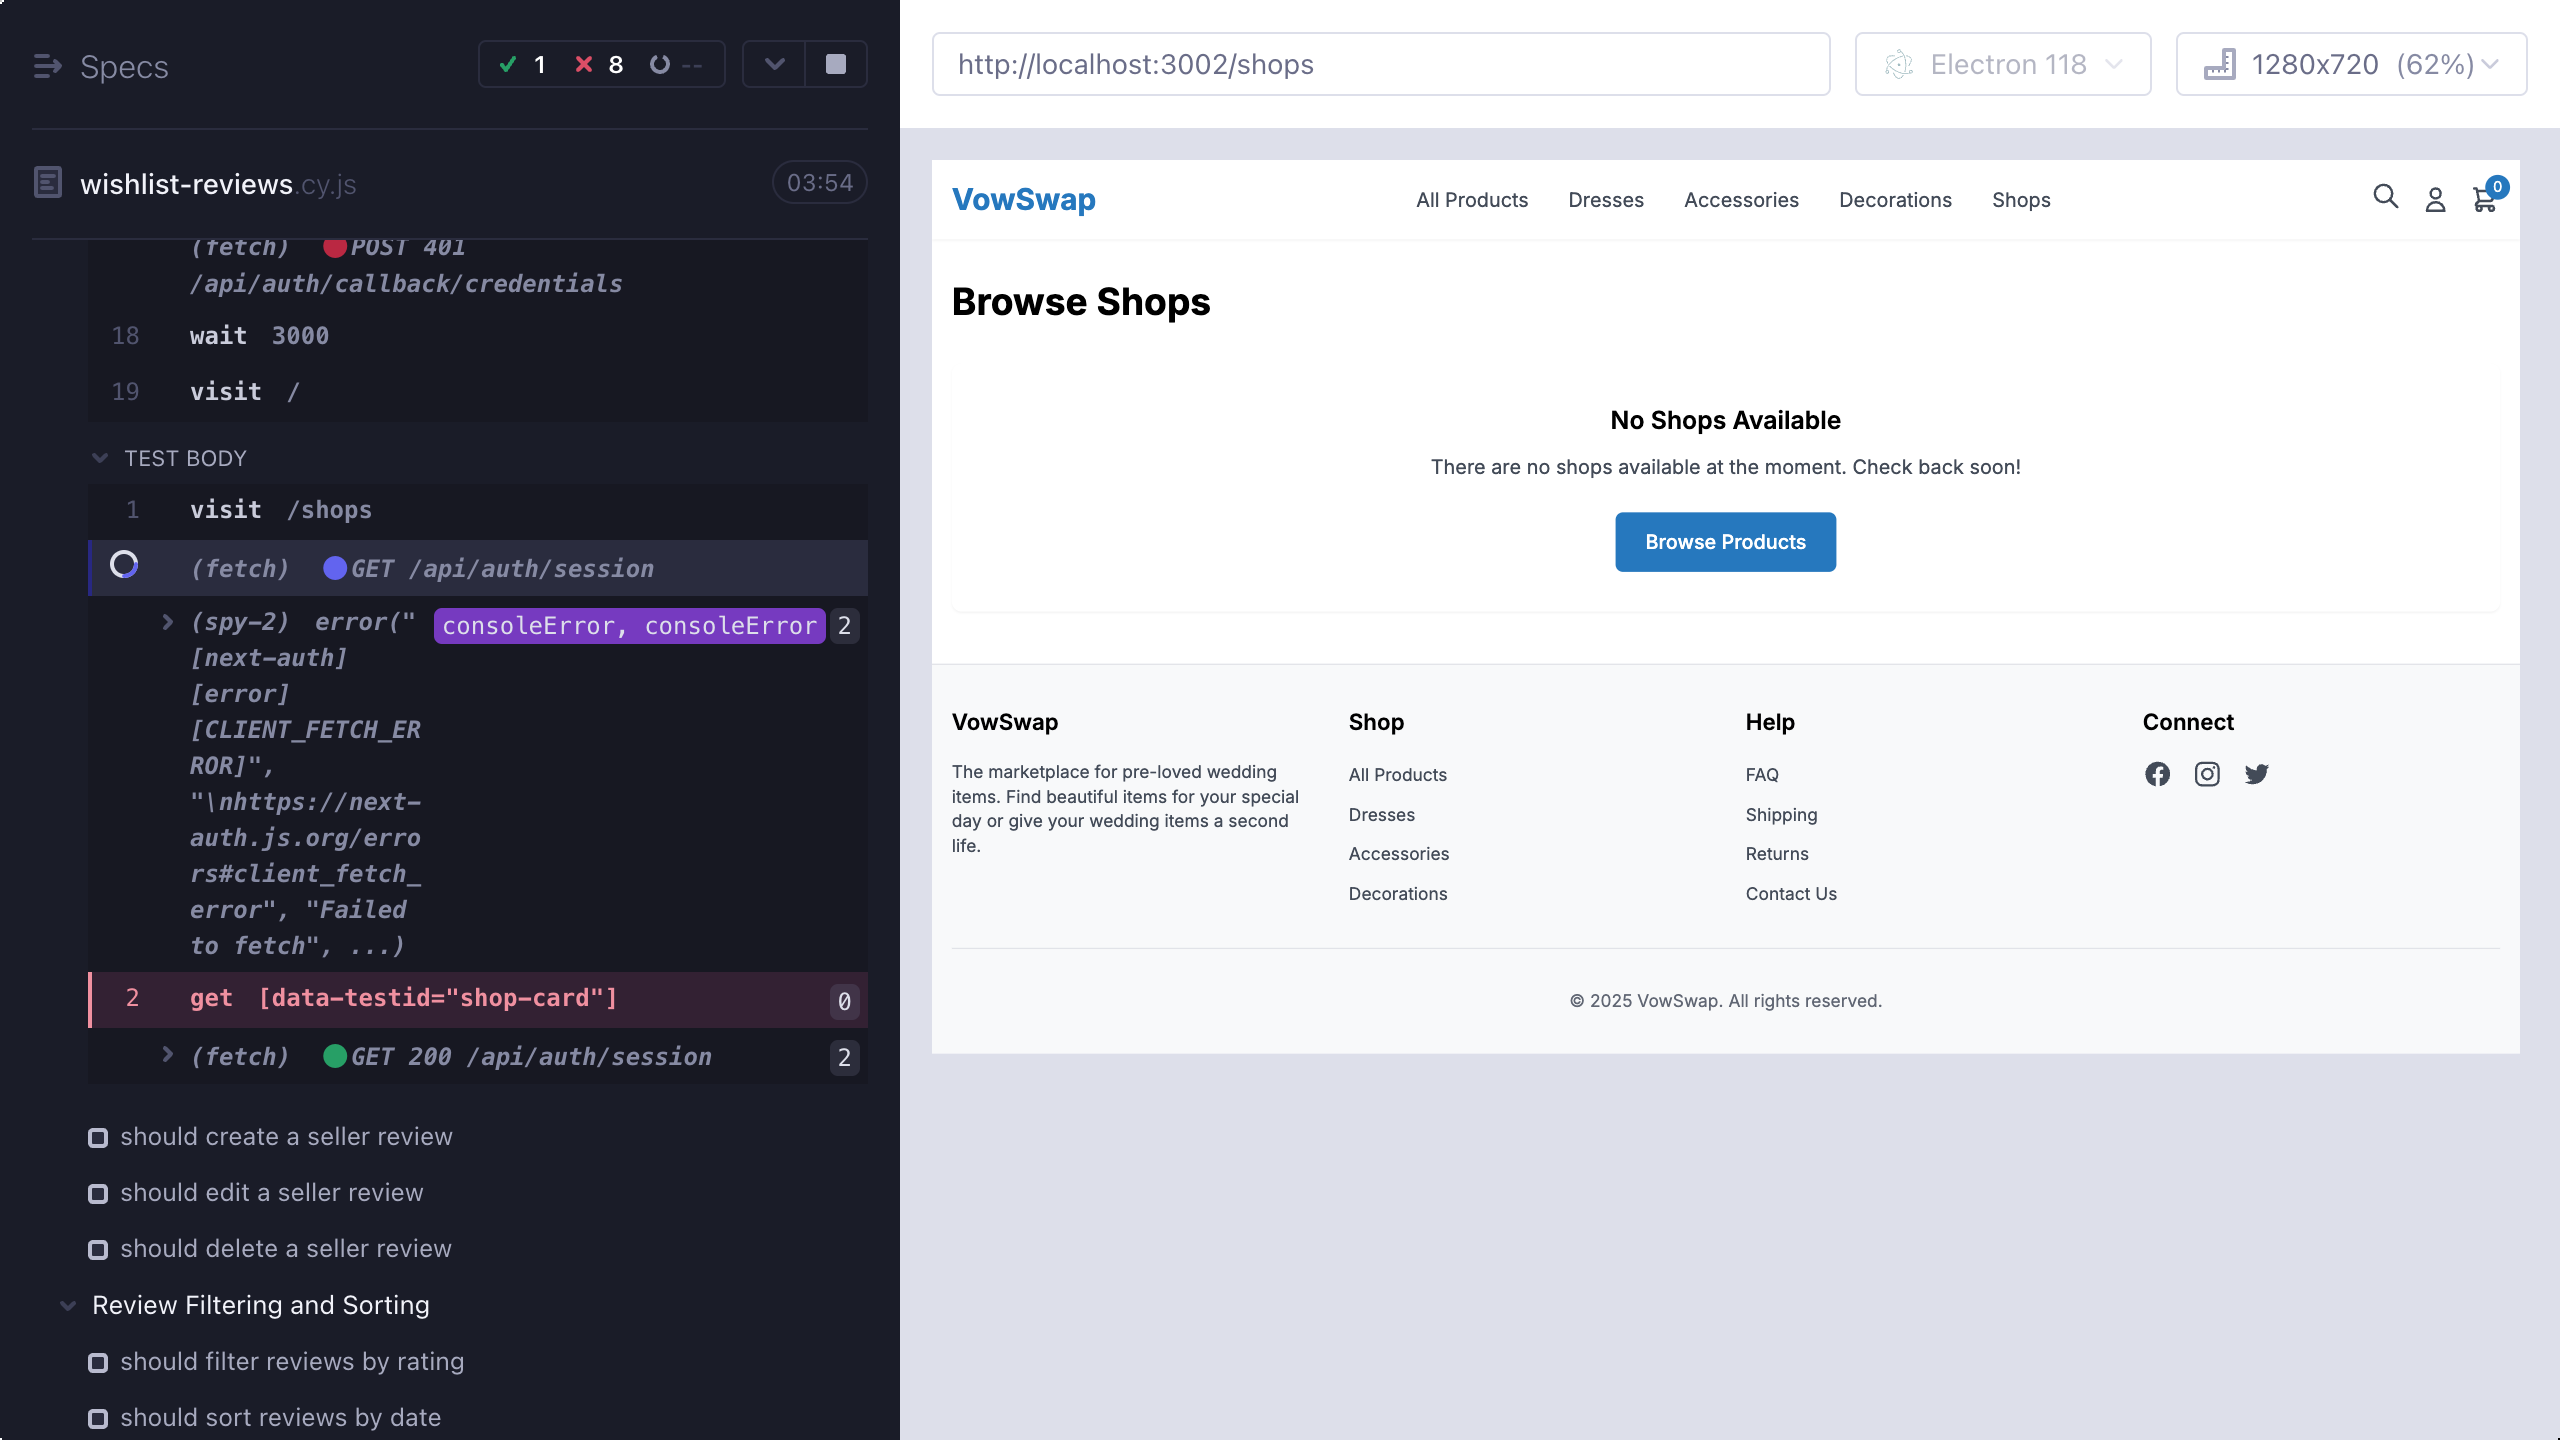 Specs
1 8 --
wishlist-reviews.cy.js
03:54
(fetch) POST 401
/api/auth/callback/credentials
18 wait 3000
19 visit /
TEST BODY
1 visit /shops
(fetch) GET /api/auth/session
(spy-2) error(" consoleError, consoleError 2
[next-auth]
[error]
[CLIENT_FETCH_ER
ROR]",
"\nhttps://next-
auth.js.org/erro
rs#client_fetch_
error", "Failed
to fetch", ...)
2 get [data-testid="shop-card"] 0
(fetch) GET 200 /api/auth/session 2
should create a seller review
should edit a seller review
should delete a seller review
Review Filtering and Sorting
should filter reviews by rating
should sort reviews by date
http://localhost:3002/shops
Electron 118
1280x720 (62%)
VowSwap
All Products Dresses Accessories Decorations Shops
0
Browse Shops
No Shops Available
There are no shops available at the moment. Check back soon!
Browse Products
VowSwap
The marketplace for pre-loved wedding
items. Find beautiful items for your special
day or give your wedding items a second
life.
Shop
All Products
Dresses
Accessories
Decorations
Help
FAQ
Shipping
Returns
Contact Us
Connect
© 2025 VowSwap. All rights reserved.